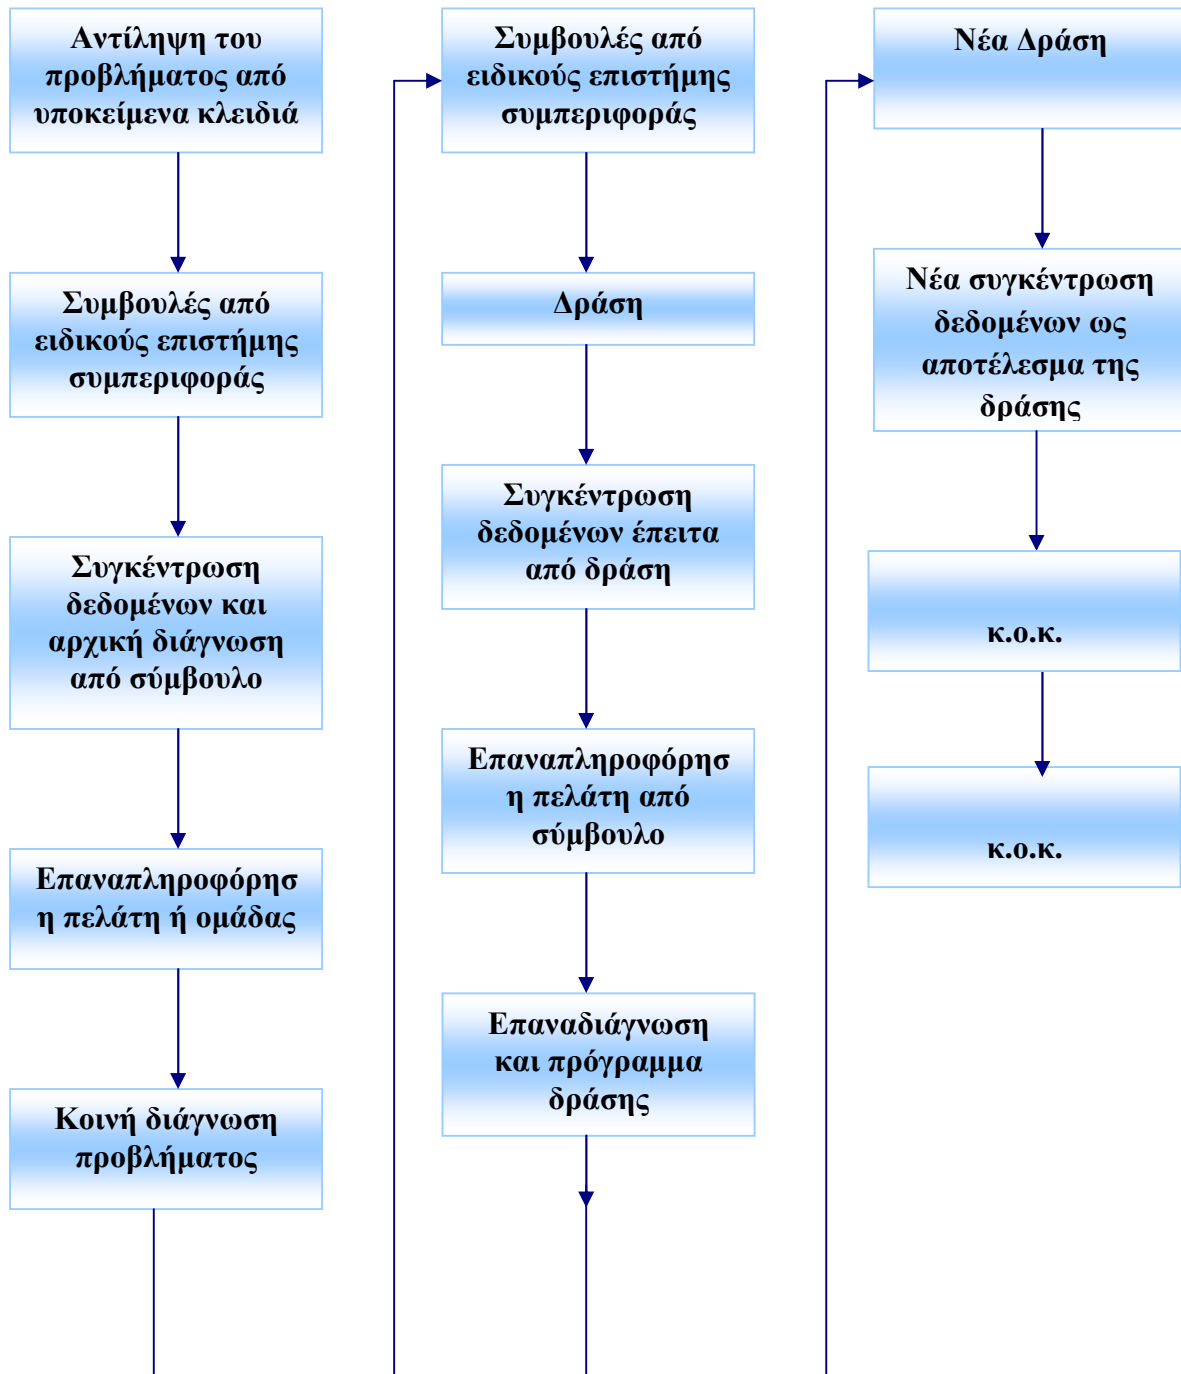 Αντίληψη του
προβλήματος από
υποκείμενα κλειδιά
Συμβουλές από
ειδικούς επιστήμης
συμπεριφοράς
Συγκέντρωση
δεδομένων και
αρχική διάγνωση
από σύμβουλο
Επαναπληροφόρησ
η πελάτη ή ομάδας
Κοινή διάγνωση
προβλήματος
Συμβουλές από
ειδικούς επιστήμης
συμπεριφοράς
Δράση
Συγκέντρωση
δεδομένων έπειτα
από δράση
Επαναπληροφόρησ
η πελάτη από
σύμβουλο
Επαναδιάγνωση
και πρόγραμμα
δράσης
Νέα Δράση
Νέα συγκέντρωση
δεδομένων ως
αποτέλεσμα της
δράσης
κ.ο.κ.
κ.ο.κ.